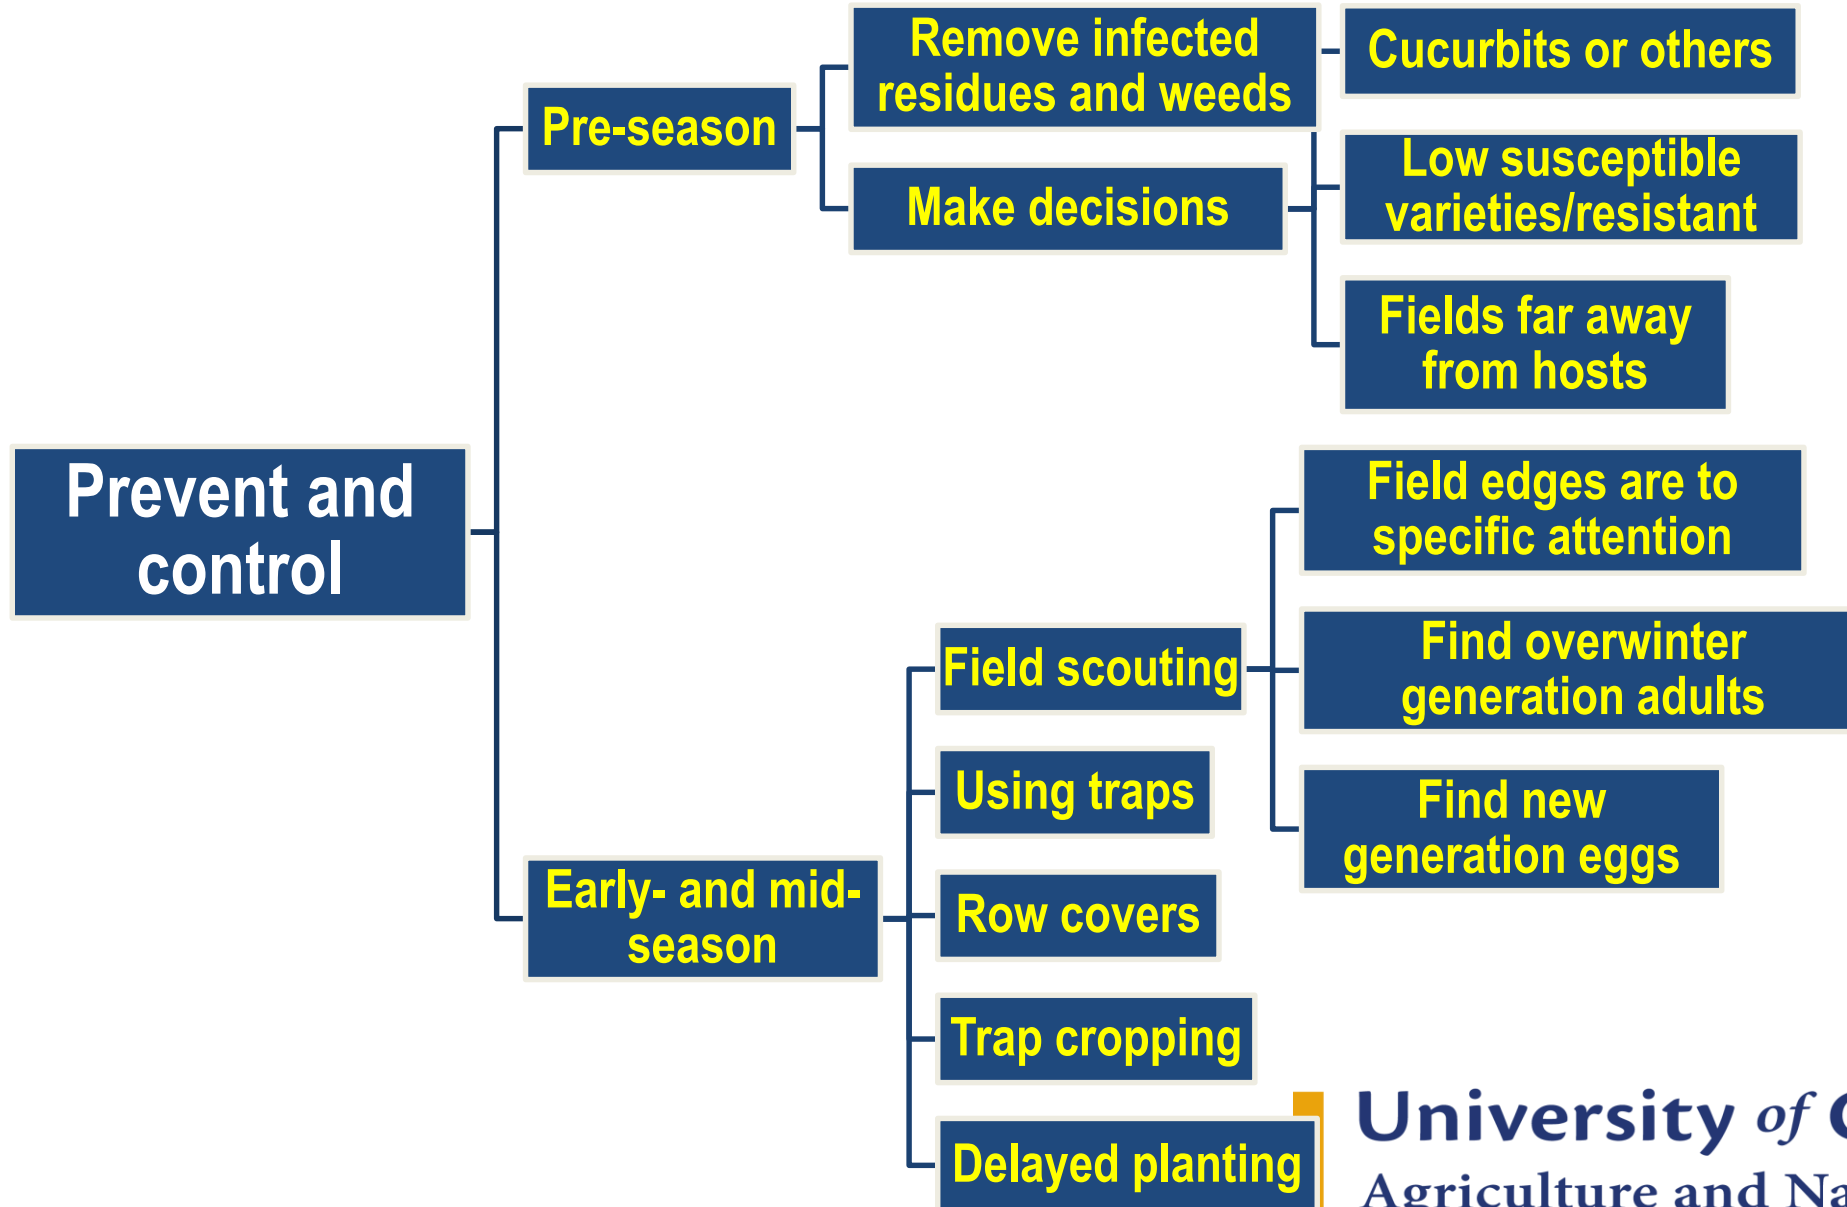 Prevent and
control
Pre-season
Remove infected
residues and weeds
Make decisions
Cucurbits or others
Low susceptible
varieties/resistant
Fields far away
from hosts
Early- and mid-
season
Field scouting
Field edges are to
specific attention
Find overwinter
generation adults
Find new
generation eggs
Using traps
Row covers
Trap cropping
Delayed planting
University of
Agriculture and